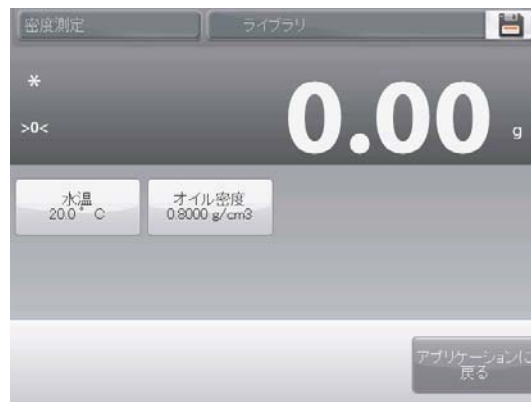 密度測定
ライブラリ
*
>0<
0.00 g
水温
20.0° C
オイル密度
0.8000 g/cm3
アプリケーションに
戻る